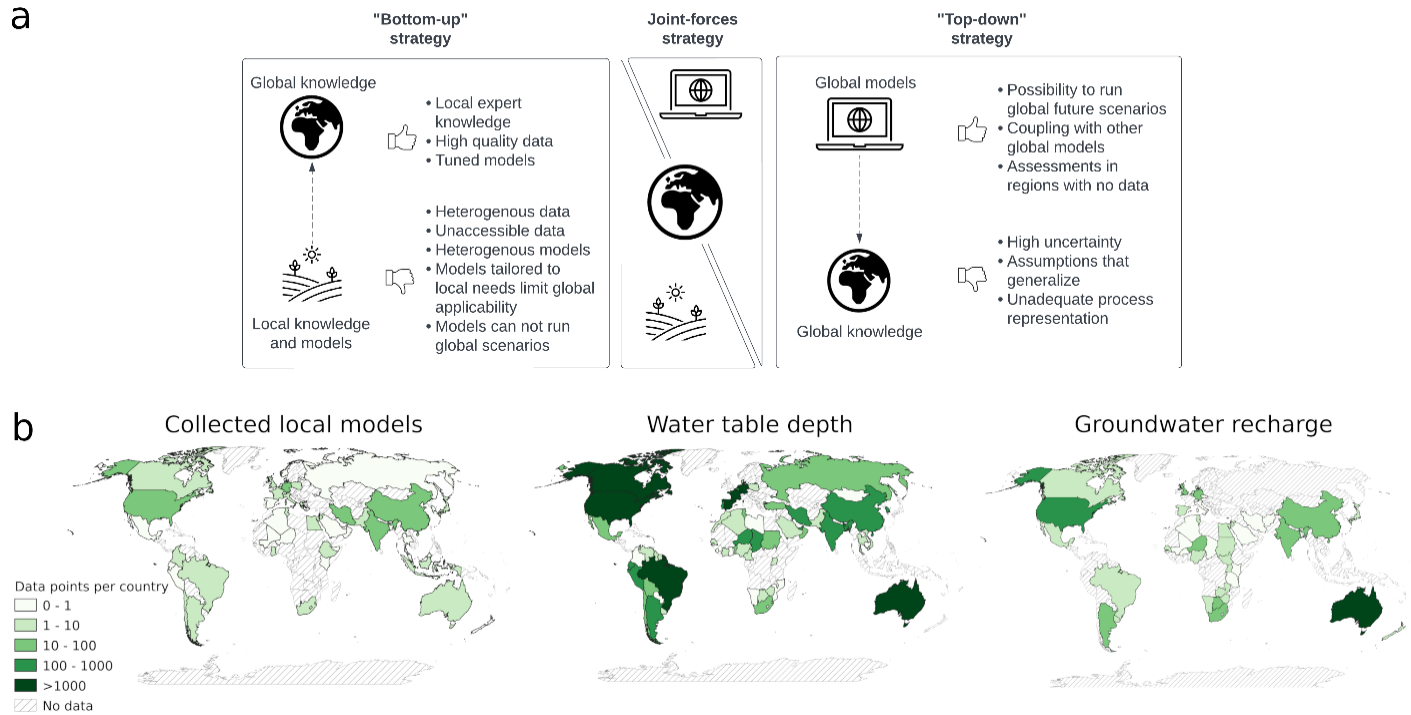 a
"Bottom-up"
strategy
Joint-forces
strategy
"Top-down"
strategy
Global knowledge
• Local expert
knowledge
• High quality data
• Tuned models
• Heterogenous data
• Unaccessible data
• Heterogenous models
• Models tailored to
local needs limit global
applicability
• Models can not run
global scenarios
Local knowledge
and models
Global models
• Possibility to run
global future scenarios
• Coupling with other
global models
• Assessments in
regions with no data
• High uncertainty
• Assumptions that
generalize
• Unadequate process
representation
Global knowledge
b
Collected local models
Water table depth
Groundwater recharge
Data points per country
0 - 1
1 - 10
10 - 100
100 - 1000
>1000
No data